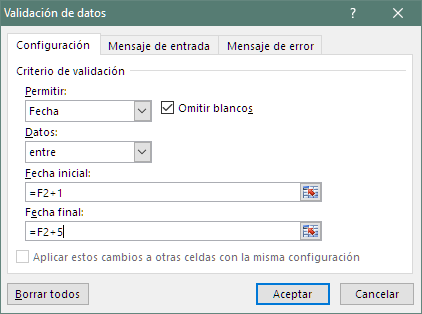 Validación de datos
?
Configuración Mensaje de entrada Mensaje de error
Criterio de validación
Permitir:
Fecha Omitir blancos
Datos:
entre
Fecha inicial:
=F2+1
Fecha final:
=F2+5
Aplicar estos cambios a otras celdas con la misma configuración
Borrar todos Aceptar Cancelar